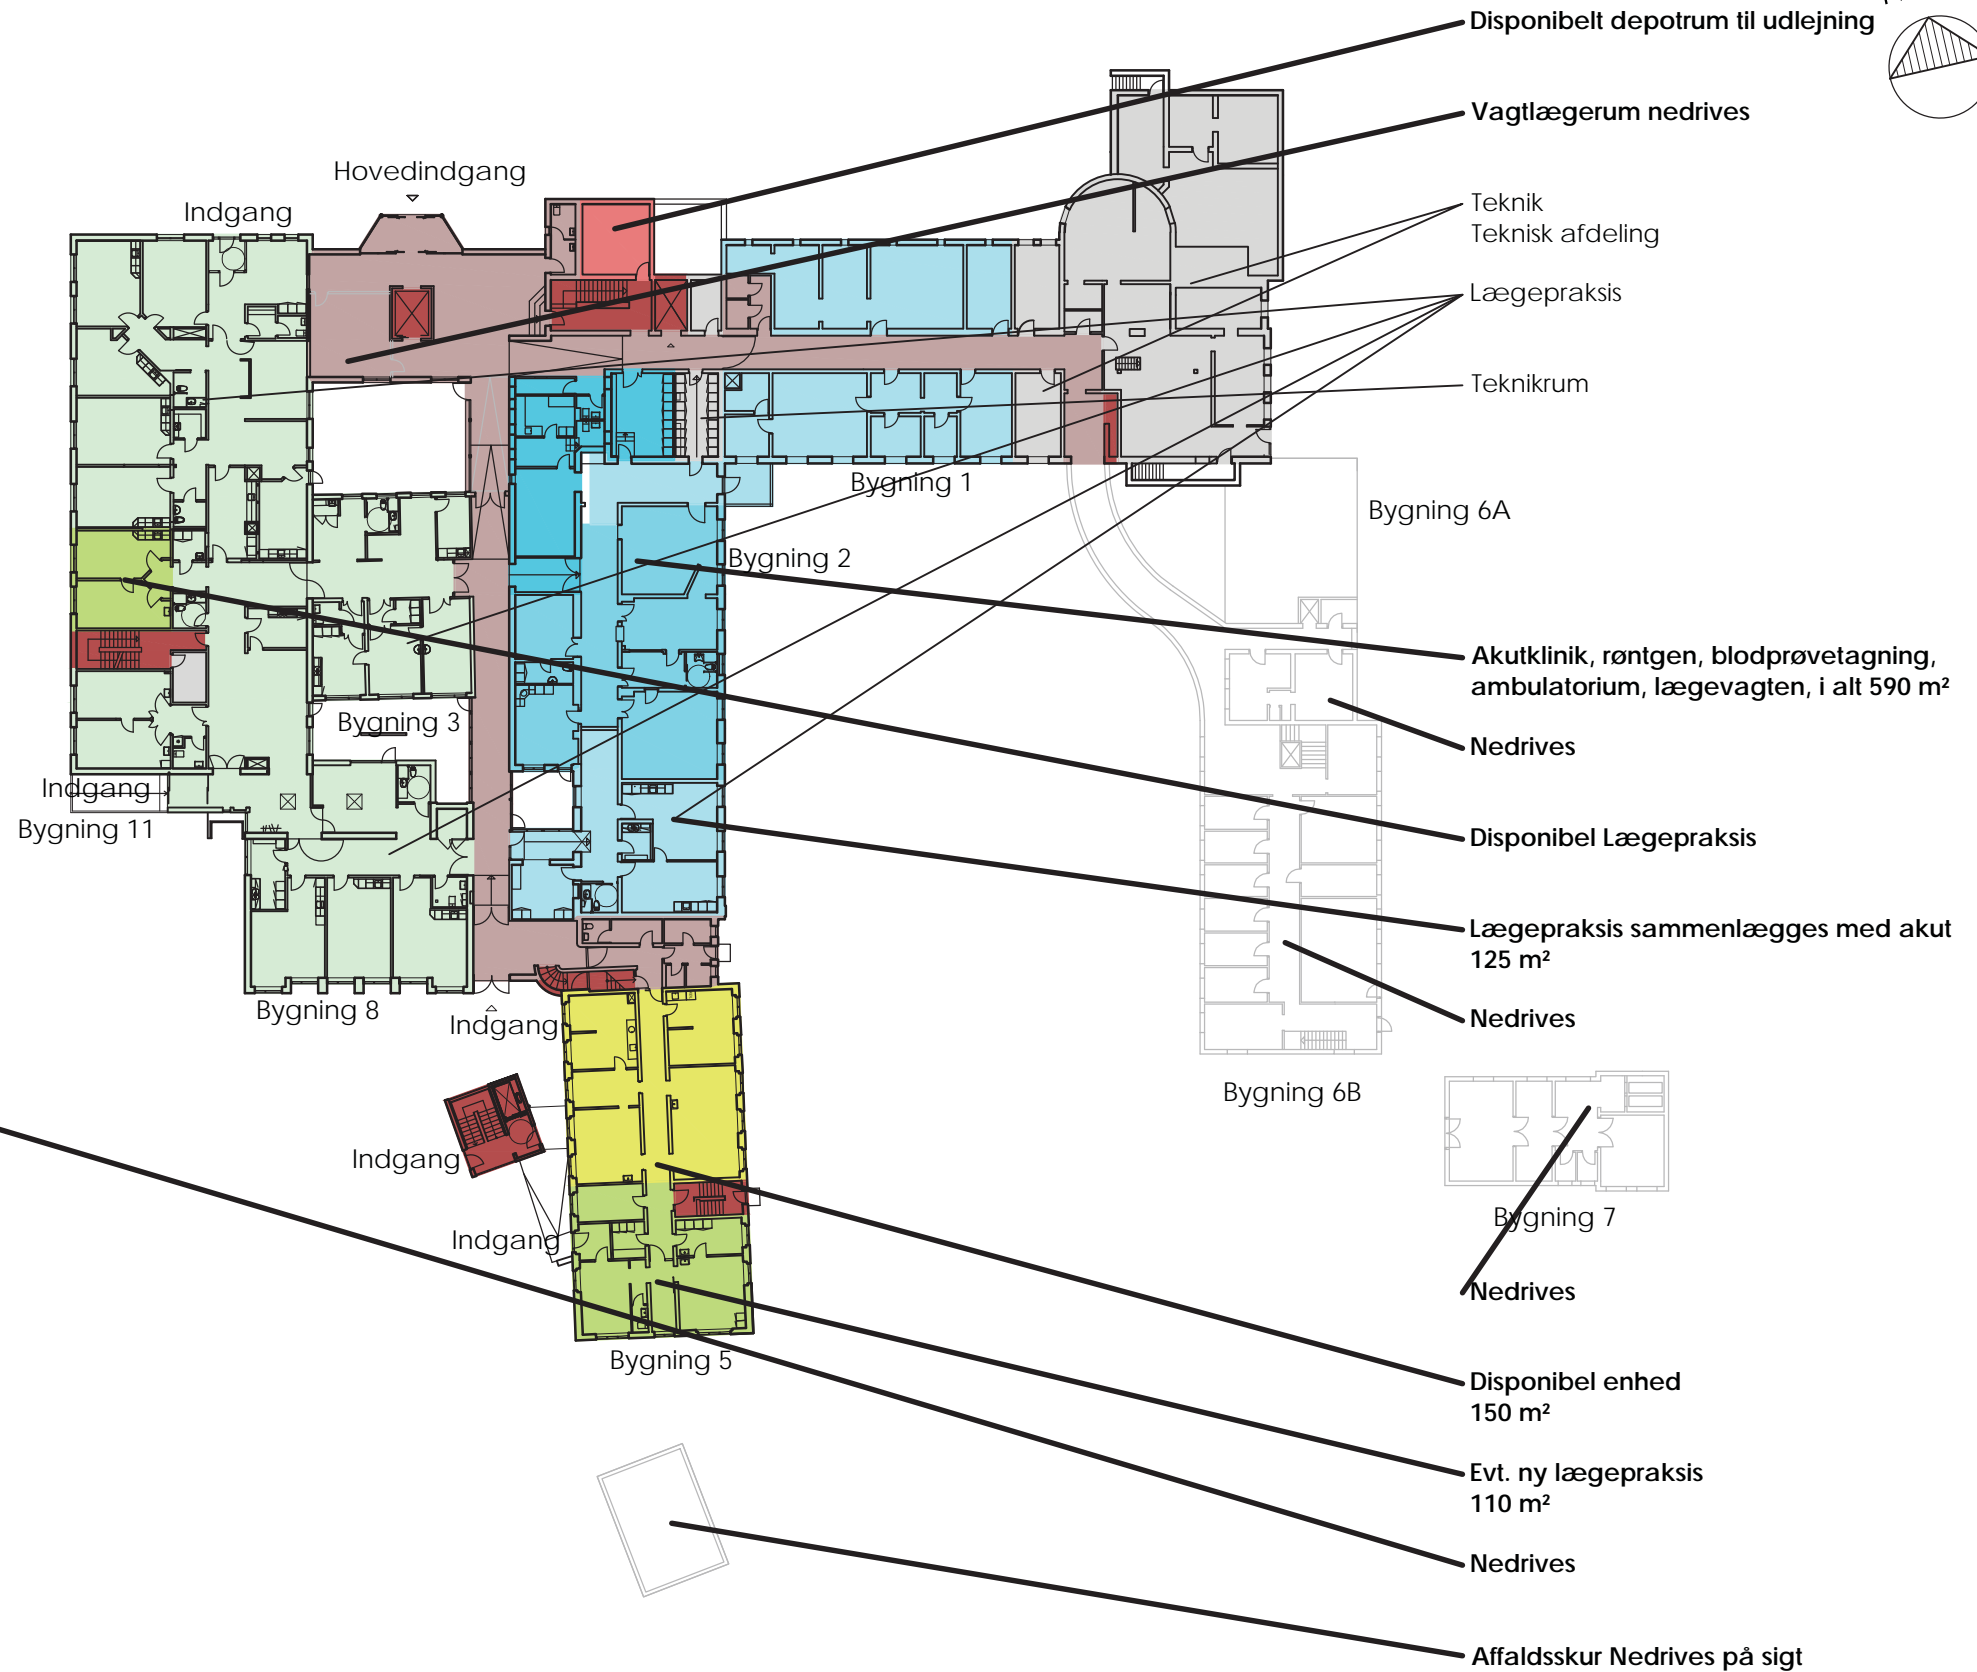 Disponibelt depotrum til udlejning
Vagtlægerum nedrives
Hovedindgang
Indgang
Teknik
Teknisk afdeling
Lægepraksis
Teknikrum
Bygning 1
Bygning 6A
Bygning 2
Akutklinik, røntgen, blodprøvetagning,
ambulatorium, lægevagten, i alt 590 m²
Bygning 3
Nedrives
Indgang
Bygning 11
Disponibel Lægepraksis
Lægepraksis sammenlægges med akut
125 m²
Bygning 8
Indgang
Nedrives
Bygning 6B
Indgang
Bygning 7
Indgang
Nedrives
Bygning 5
Disponibel enhed
150 m²
Evt. ny lægepraksis
110 m²
Nedrives
Affaldsskur Nedrives på sigt